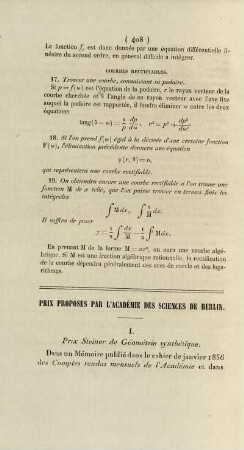 ( 408 )
La fonction f, est donc donnée par une équation différentielle li-
néaire du second ordre, en général difficile à intégrer.
COURBES RECTIFIABLES.
17. Trouver une courbe, connaissant sa podaire.
Si p = f(ω) est l'équation de la podaire, r le rayon vecteur de la
courbe cherchée et θ l'angle de ce rayon vecteur avec l'axe fixe
auquel la podaire est rapportée, il faudra éliminer ω entre les deux
équations
tang(θ − ω) = 1/p dp/dω   r² = p² + dp²/dω²
18. Si l'on prend f(ω) égal à la dérivée d'une certaine fonction
F(ω), l'élimination précédente donnera une équation
φ(r, θ) = 0,
qui représentera une courbe rectifiable.
19. On obtiendra encore une courbe rectifiable si l'on trouve une
fonction M de x telle, que l'on puisse trouver en termes finis les
intégrales
∫ M dx,   ∫ 1/M dx.
Il suffira de poser
y = 1/2 ∫ dx/M − 1/2 ∫ M dx.
En prenant M de la forme M = axⁿ, on aura une courbe algé-
brique. Si M est une fraction algébrique rationnelle, la rectification
de la courbe dépendra généralement des arcs de cercle et des loga-
rithmes.
PRIX PROPOSÉS PAR L'ACADÉMIE DES SCIENCES DE BERLIN.
I.
Prix Steiner de Géométrie synthétique.
Dans un Mémoire publié dans le cahier de janvier 1856
des Comptes rendus mensuels de l'Académie et dans